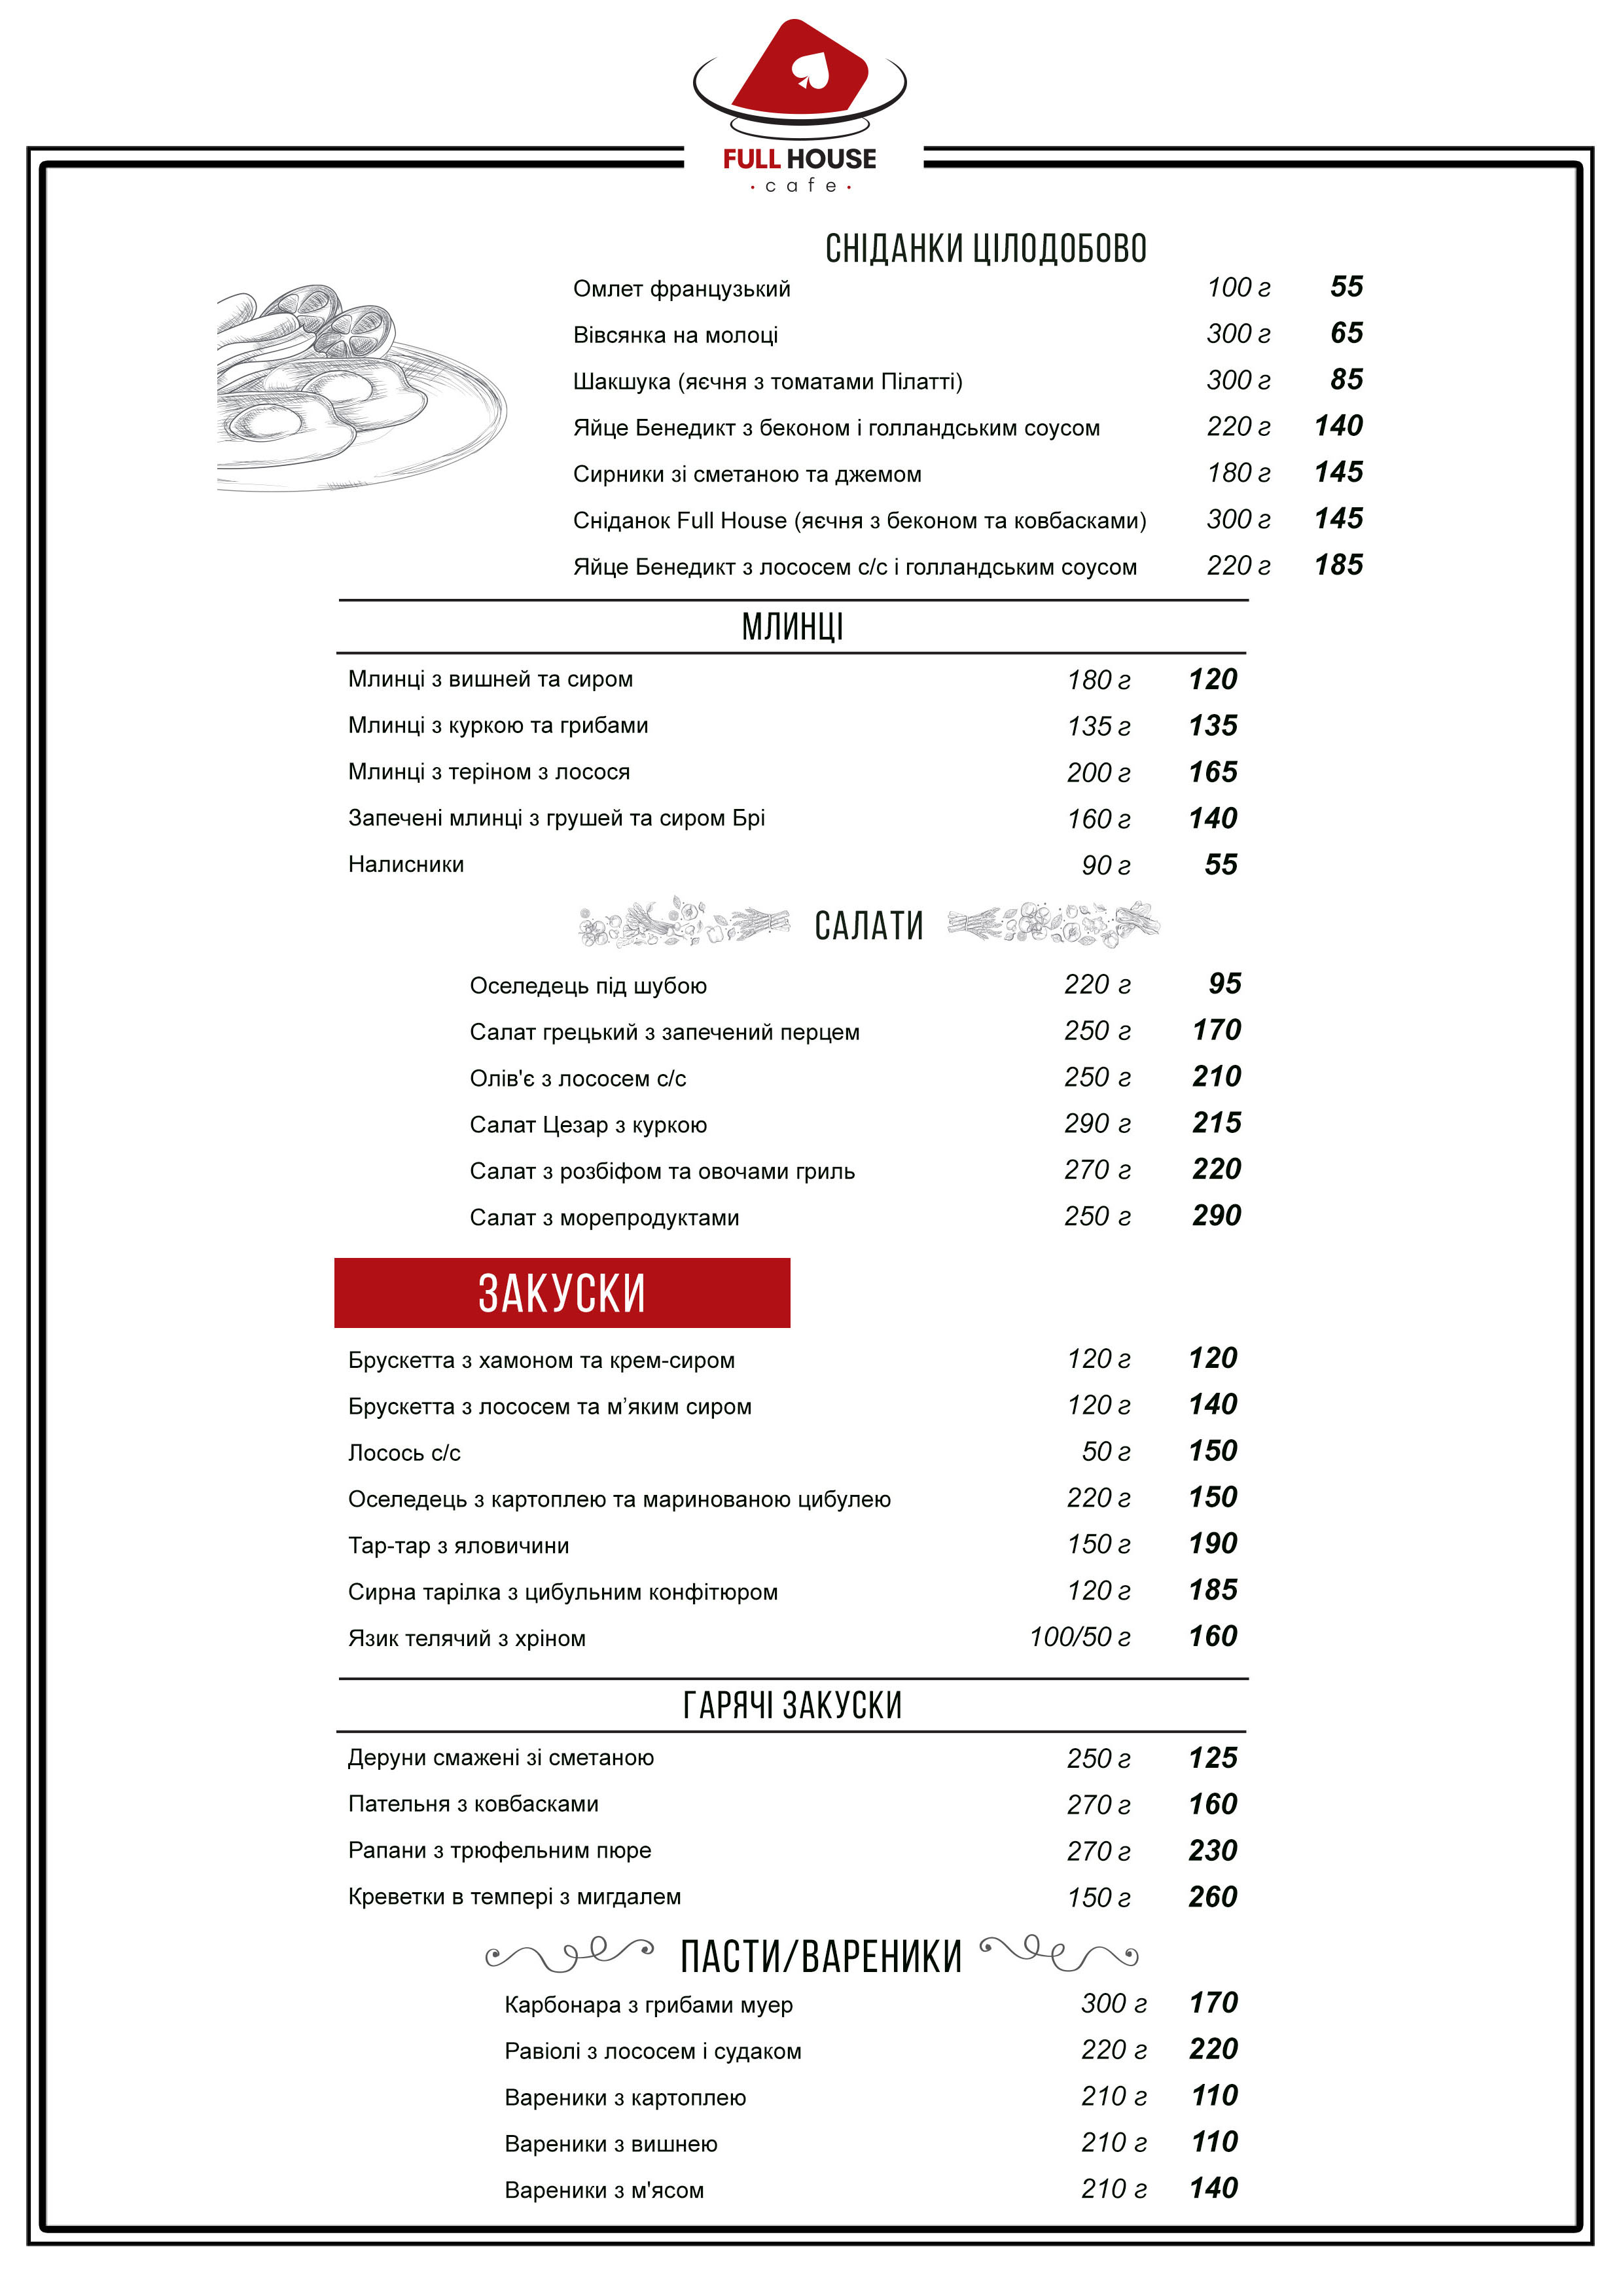 FULL HOUSE
cafe
СНІДАНКИ ЦІЛОДОБОВО
Омлет французький 100 г 55
Вівсянка на молоці 300 г 65
Шакшука (яєчня з томатами Пілатті) 300 г 85
Яйце Бенедикт з беконом і голландським соусом 220 г 140
Сирники зі сметаною та джемом 180 г 145
Сніданок Full House (яєчня з беконом та ковбасками) 300 г 145
Яйце Бенедикт з лососем с/с і голландським соусом 220 г 185
МЛИНЦІ
Млинці з вишней та сиром 180 г 120
Млинці з куркою та грибами 135 г 135
Млинці з теріном з лосося 200 г 165
Запечені млинці з грушей та сиром Брі 160 г 140
Налисники 90 г 55
САЛАТИ
Оселедець під шубою 220 г 95
Салат грецький з запечений перцем 250 г 170
Олів'є з лососем с/с 250 г 210
Салат Цезар з куркою 290 г 215
Салат з розбіфом та овочами гриль 270 г 220
Салат з морепродуктами 250 г 290
ЗАКУСКИ
Брускетта з хамоном та крем-сиром 120 г 120
Брускетта з лососем та м’яким сиром 120 г 140
Лосось с/с 50 г 150
Оселедець з картоплею та маринованою цибулею 220 г 150
Тар-тар з яловичини 150 г 190
Сирна тарілка з цибульним конфітюром 120 г 185
Язик телячий з хріном 100/50 г 160
ГАРЯЧІ ЗАКУСКИ
Деруни смажені зі сметаною 250 г 125
Пательня з ковбасками 270 г 160
Рапани з трюфельним пюре 270 г 230
Креветки в темпері з мигдалем 150 г 260
ПАСТИ/ВАРЕНИКИ
Карбонара з грибами муер 300 г 170
Равіолі з лососем і судаком 220 г 220
Вареники з картоплею 210 г 110
Вареники з вишнею 210 г 110
Вареники з м'ясом 210 г 140